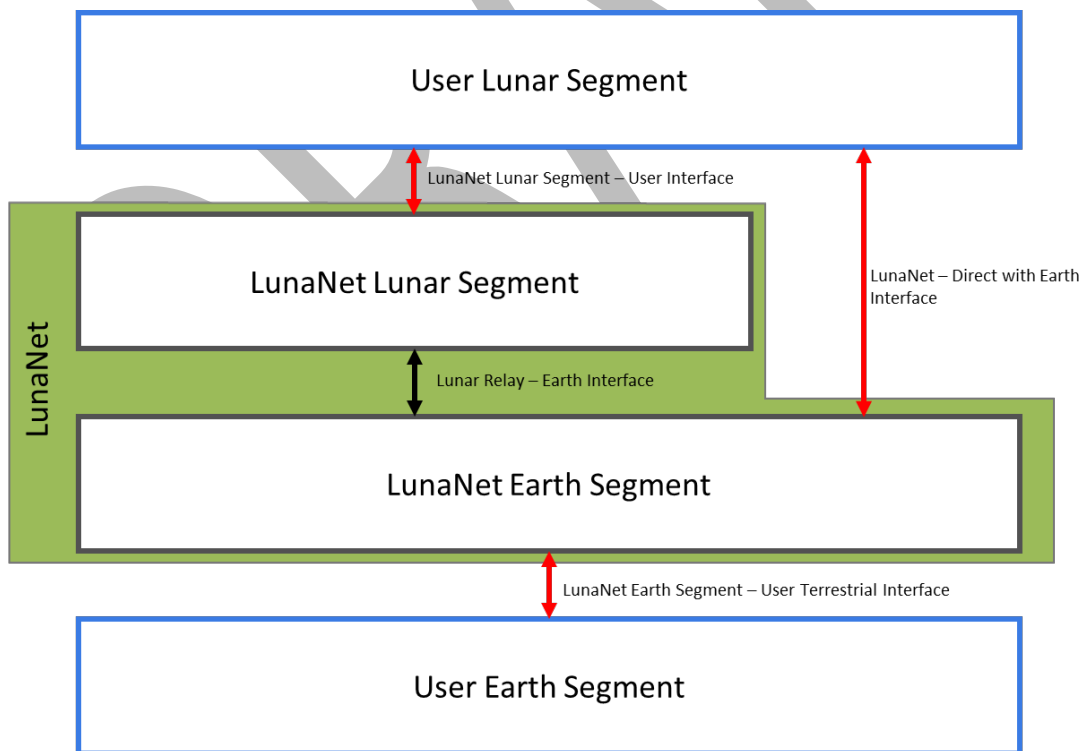 User Lunar Segment
LunaNet Lunar Segment – User Interface
LunaNet Lunar Segment
LunaNet – Direct with Earth
Interface
LunaNet
Lunar Relay – Earth Interface
LunaNet Earth Segment
LunaNet Earth Segment – User Terrestrial Interface
User Earth Segment